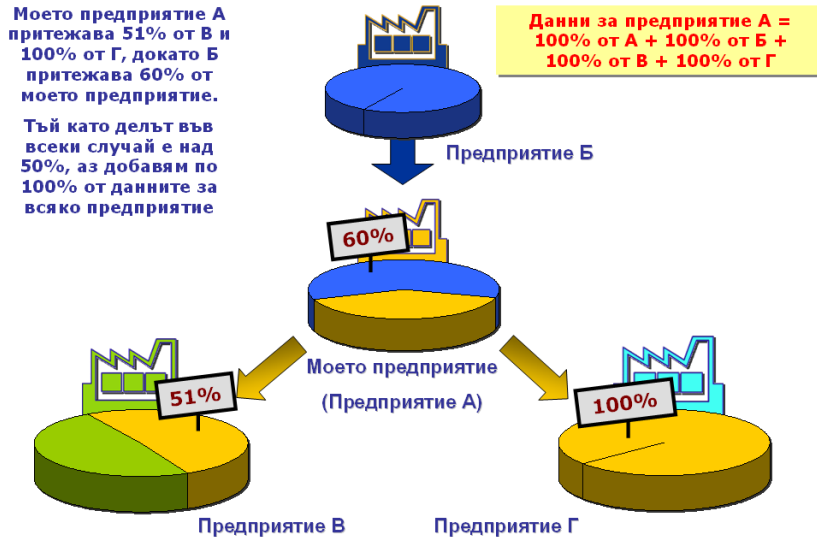 Моето предприятие А
притежава 51% от В и
100% от Г, докато Б
притежава 60% от
моето предприятие.
Тъй като делът във
всеки случай е над
50%, аз добавям по
100% от данните за
всяко предприятие
Данни за предприятие А =
100% от А + 100% от Б +
100% от В + 100% от Г
Предприятие Б
60%
Моето предприятие
(Предприятие А)
51%
100%
Предприятие В
Предприятие Г